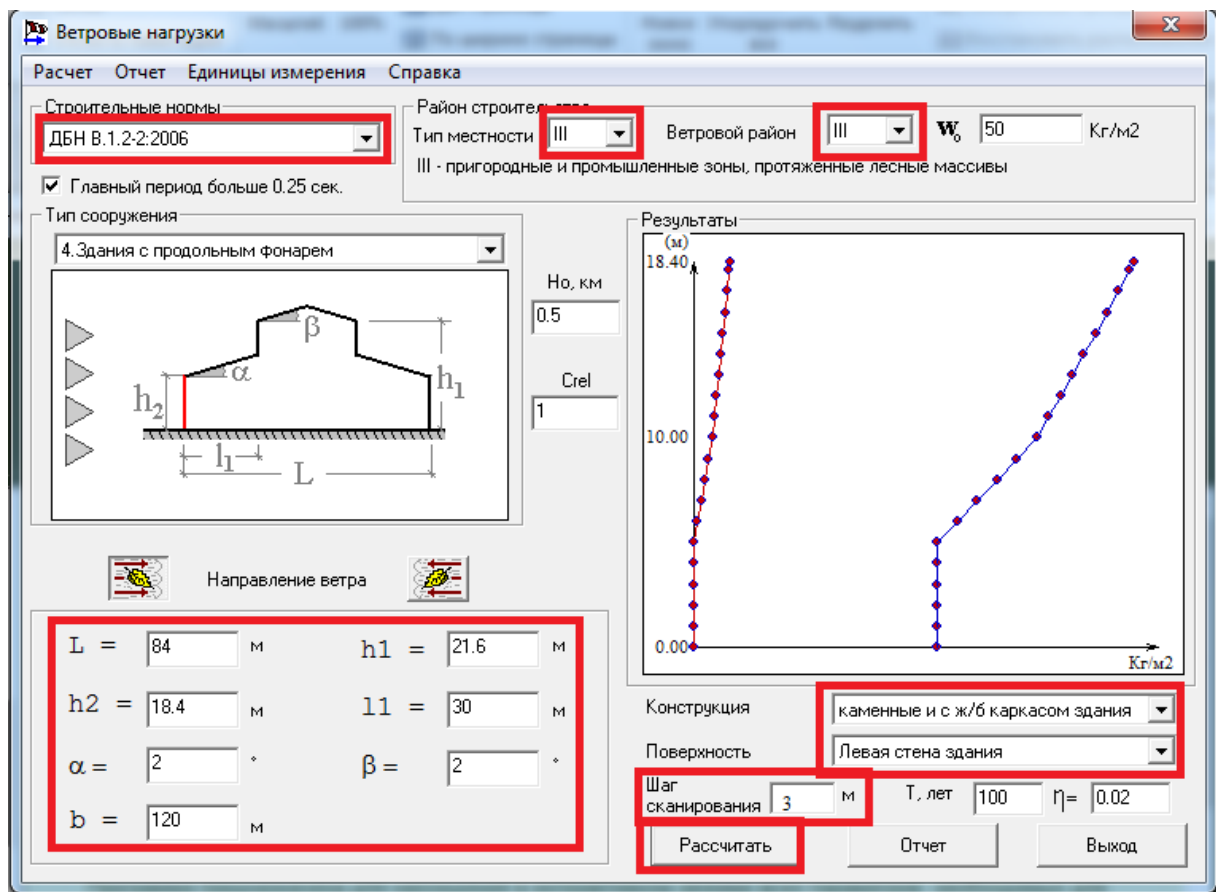 Ветровые нагрузки
Расчет Отчет Единицы измерения Справка
Строительные нормы
ДБН В.1.2-2:2006
Главный период больше 0.25 сек.
Район строительства
Тип местности III Ветровой район III W₀ 50 Кг/м2
III - пригородные и промышленные зоны, протяженные лесные массивы
Тип сооружения
4.Здания с продольным фонарем
β
α
h₂
h₁
l₁
L
Но, км
0.5
Crel
1
Результаты
(м)
18.40
10.00
0.00
Кг/м2
Направление ветра
L = 84 м h1 = 21.6 м
h2 = 18.4 м l1 = 30 м
α = 2 ° β = 2 °
b = 120 м
Конструкция каменные и с ж/б каркасом здания
Поверхность Левая стена здания
Шаг
сканирования 3 м Т, лет 100 η= 0.02
Рассчитать Отчет Выход